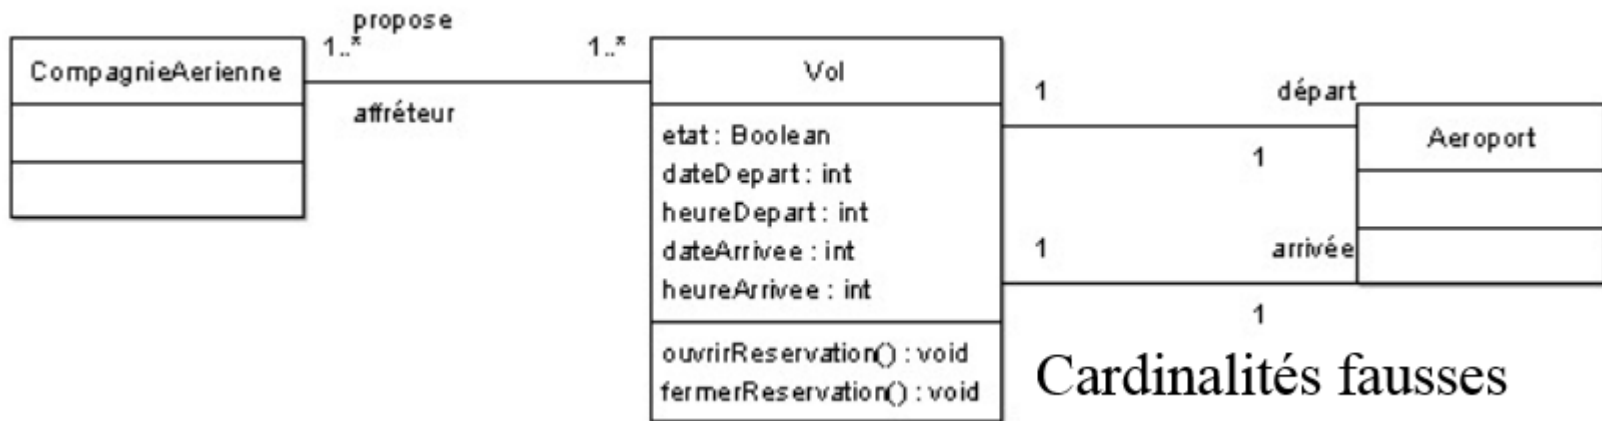 propose
1..*
1..*
CompagnieAerienne
affréteur
Vol
etat : Boolean
dateDepart : int
heureDepart : int
dateArrivee : int
heureArrivee : int
ouvrirReservation() : void
fermerReservation() : void
1
départ
1
Aeroport
1
arrivée
1
Cardinalités fausses